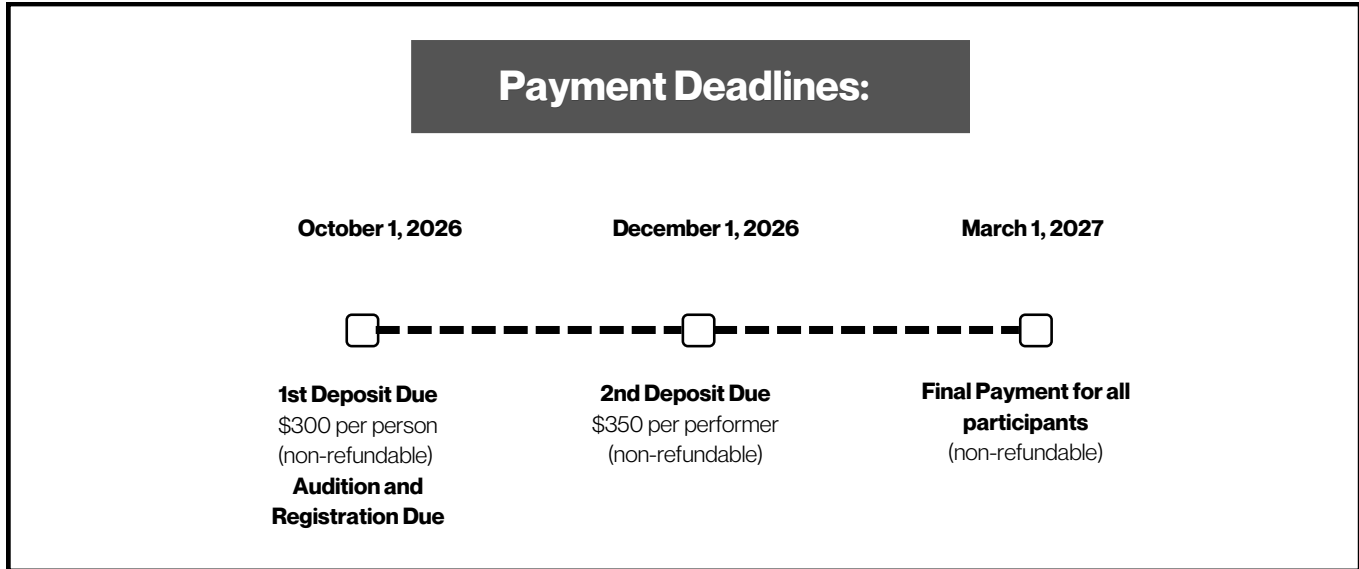 Payment Deadlines:
October 1, 2026
December 1, 2026
March 1, 2027
1st Deposit Due
$300 per person
(non-refundable)
Audition and
Registration Due
2nd Deposit Due
$350 per performer
(non-refundable)
Final Payment for all
participants
(non-refundable)